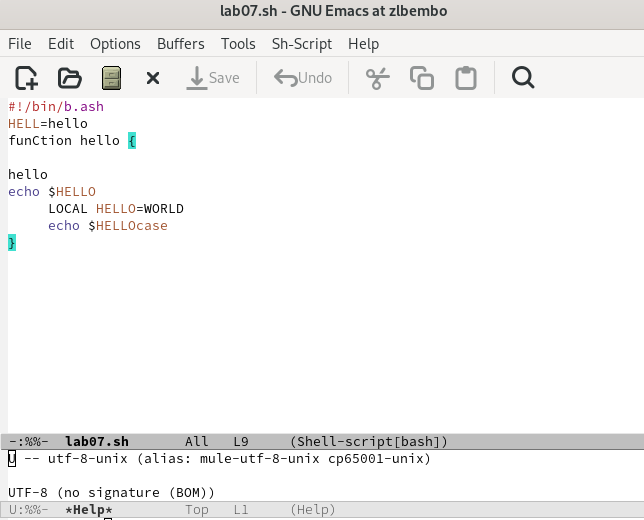 lab07.sh - GNU Emacs at zlbembo
File Edit Options Buffers Tools Sh-Script Help
Save Undo
#!/bin/b.ash
HELL=hello
funCtion hello {
hello
echo $HELLO
LOCAL HELLO=WORLD
echo $HELLOcase
}
-:%%- lab07.sh All L9 (Shell-script[bash])
U -- utf-8-unix (alias: mule-utf-8-unix cp65001-unix)
UTF-8 (no signature (BOM))
U:%%- *Help* Top L1 (Help)